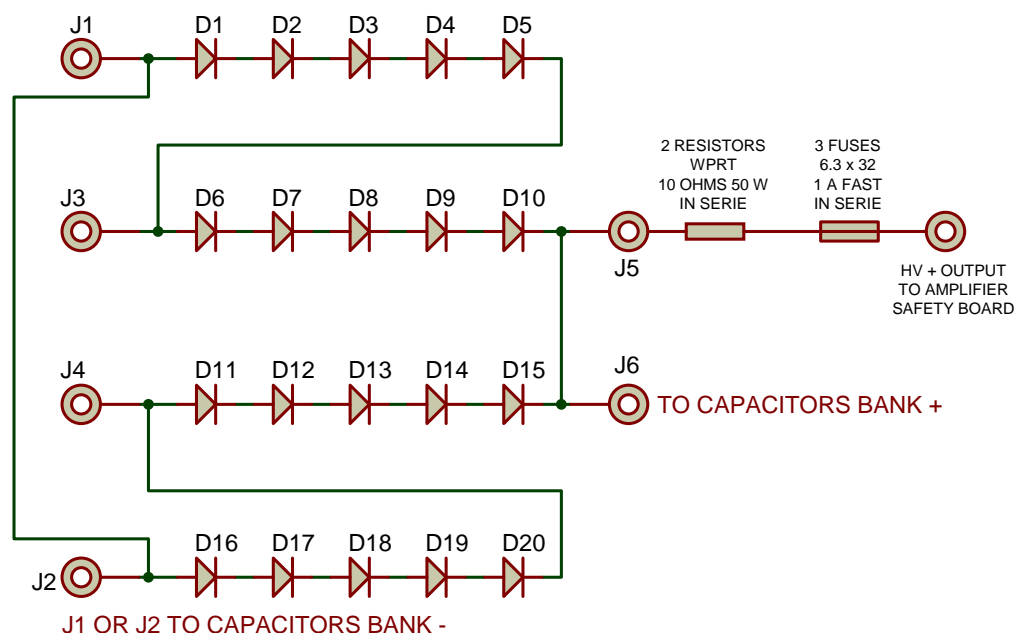 J1 D1 D2 D3 D4 D5
2 RESISTORS
WPRT
10 OHMS 50 W
IN SERIE
3 FUSES
6.3 x 32
1 A FAST
IN SERIE
J3 D6 D7 D8 D9 D10
J5
HV + OUTPUT
TO AMPLIFIER
SAFETY BOARD
J4 D11 D12 D13 D14 D15 J6
TO CAPACITORS BANK +
D16 D17 D18 D19 D20
J2
J1 OR J2 TO CAPACITORS BANK -